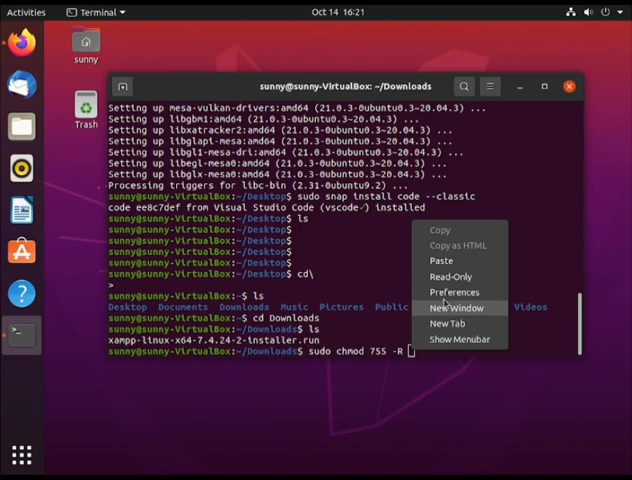 Activities
Terminal
Oct 14 16:21
sunny
Trash
sunny@sunny-VirtualBox: ~/Downloads
Setting up mesa-vulkan-drivers:amd64 (21.0.3-0ubuntu0.3~20.04.3) ...
Setting up libgbm1:amd64 (21.0.3-0ubuntu0.3~20.04.3) ...
Setting up libxatracker2:amd64 (21.0.3-0ubuntu0.3~20.04.3) ...
Setting up libglapi-mesa:amd64 (21.0.3-0ubuntu0.3~20.04.3) ...
Setting up libgl1-mesa-dri:amd64 (21.0.3-0ubuntu0.3~20.04.3) ...
Setting up libegl-mesa0:amd64 (21.0.3-0ubuntu0.3~20.04.3) ...
Setting up libglx-mesa0:amd64 (21.0.3-0ubuntu0.3~20.04.3) ...
Processing triggers for libc-bin (2.31-0ubuntu9.2) ...
sunny@sunny-VirtualBox:~/Desktop$ sudo snap install code --classic
code ee8c7def from Visual Studio Code (vscode✓) installed
sunny@sunny-VirtualBox:~/Desktop$ ls
sunny@sunny-VirtualBox:~/Desktop$
sunny@sunny-VirtualBox:~/Desktop$
sunny@sunny-VirtualBox:~/Desktop$
sunny@sunny-VirtualBox:~/Desktop$
sunny@sunny-VirtualBox:~/Desktop$ cd\
>
sunny@sunny-VirtualBox:~$ ls
Desktop Documents Downloads Music Pictures Public Videos
sunny@sunny-VirtualBox:~$ cd Downloads
sunny@sunny-VirtualBox:~/Downloads$ ls
xampp-linux-x64-7.4.24-2-installer.run
sunny@sunny-VirtualBox:~/Downloads$ sudo chmod 755 -R
Copy
Copy as HTML
Paste
Read-Only
Preferences
New Window
New Tab
Show Menubar